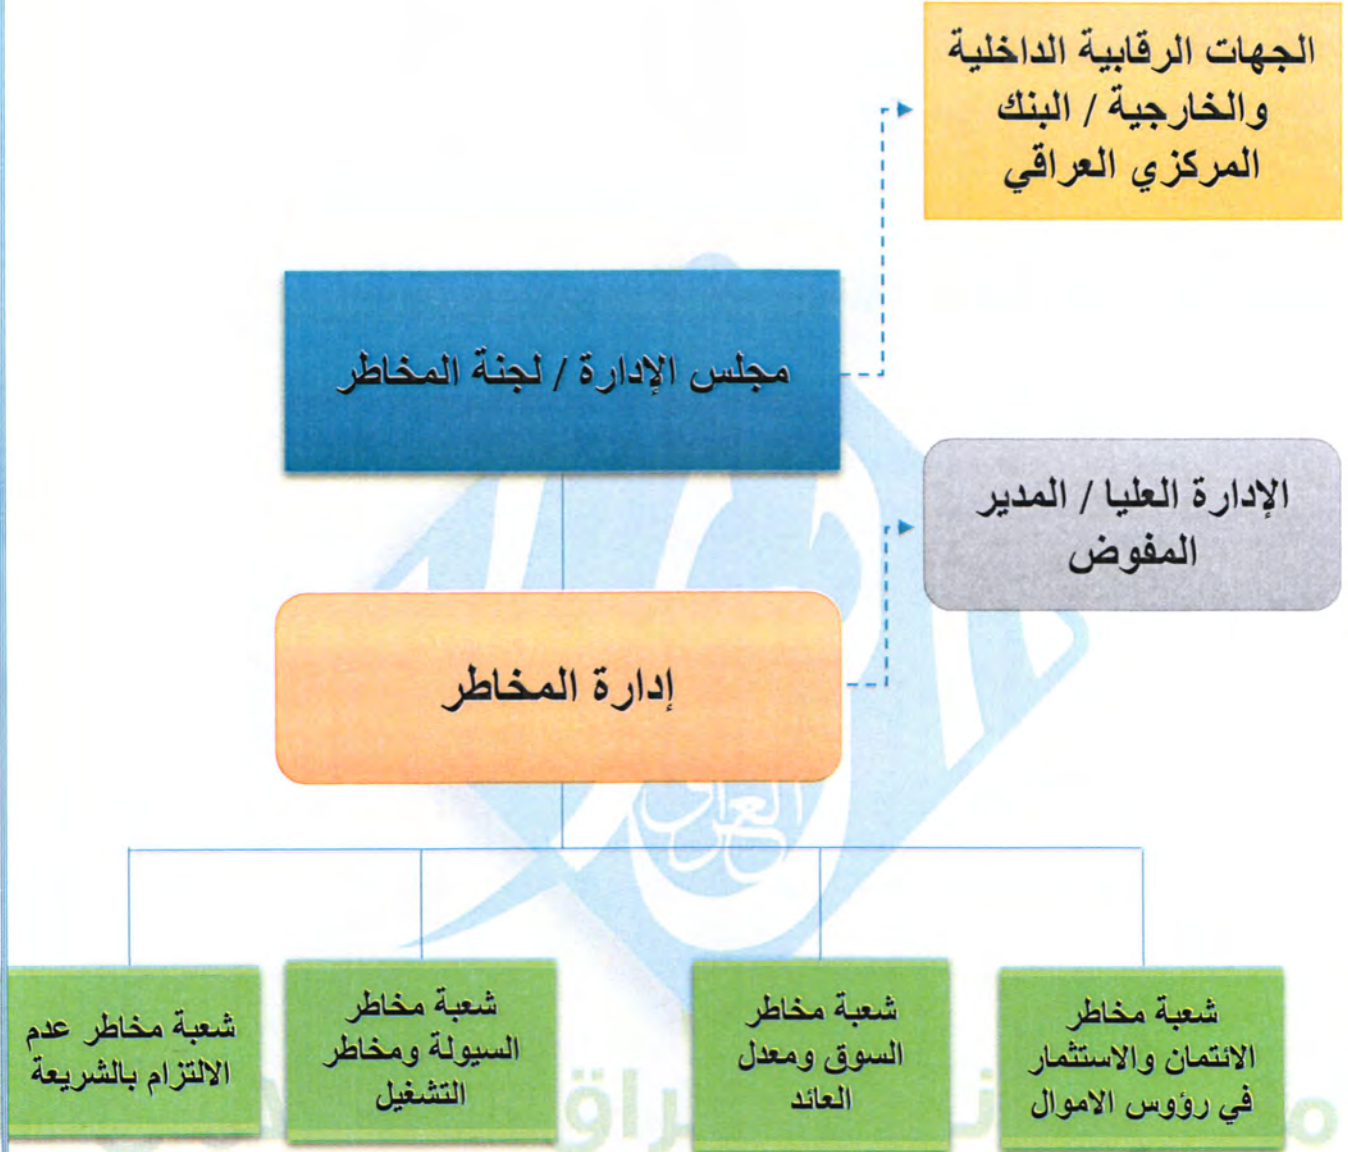 الجهات الرقابية الداخلية
والخارجية / البنك
المركزي العراقي
مجلس الإدارة / لجنة المخاطر
الإدارة العليا / المدير
المفوض
إدارة المخاطر
شعبة مخاطر
الائتمان والاستثمار
في رؤوس الاموال
شعبة مخاطر
السوق ومعدل
العائد
شعبة مخاطر
السيولة ومخاطر
التشغيل
شعبة مخاطر عدم
الالتزام بالشريعة